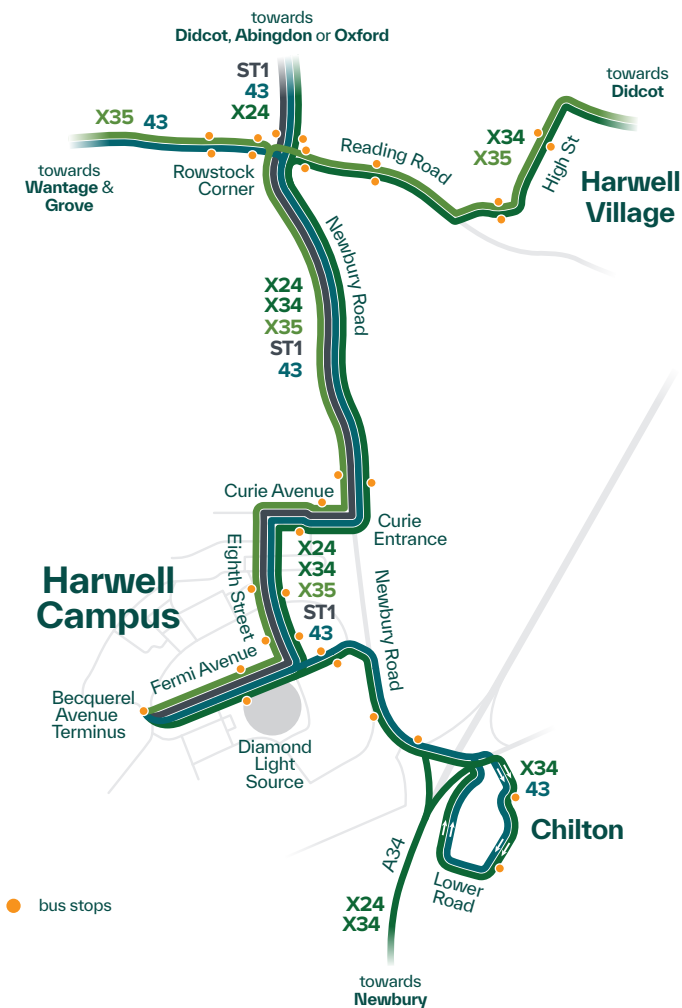 towards
Didcot, Abingdon or Oxford
ST1
43
X24
towards
Didcot
X35 43
X34
X35
High St
Reading Road
Harwell
Village
towards
Wantage &
Grove
Rowstock
Corner
Newbury Road
X24
X34
X35
ST1
43
Curie Avenue
Curie
Entrance
X24
X34
X35
ST1
43
Harwell
Campus
Eighth Street
Newbury Road
Fermi Avenue
Becquerel
Avenue
Terminus
Diamond
Light
Source
X34
43
Chilton
A34
Lower
Road
bus stops
X24
X34
towards
Newbury